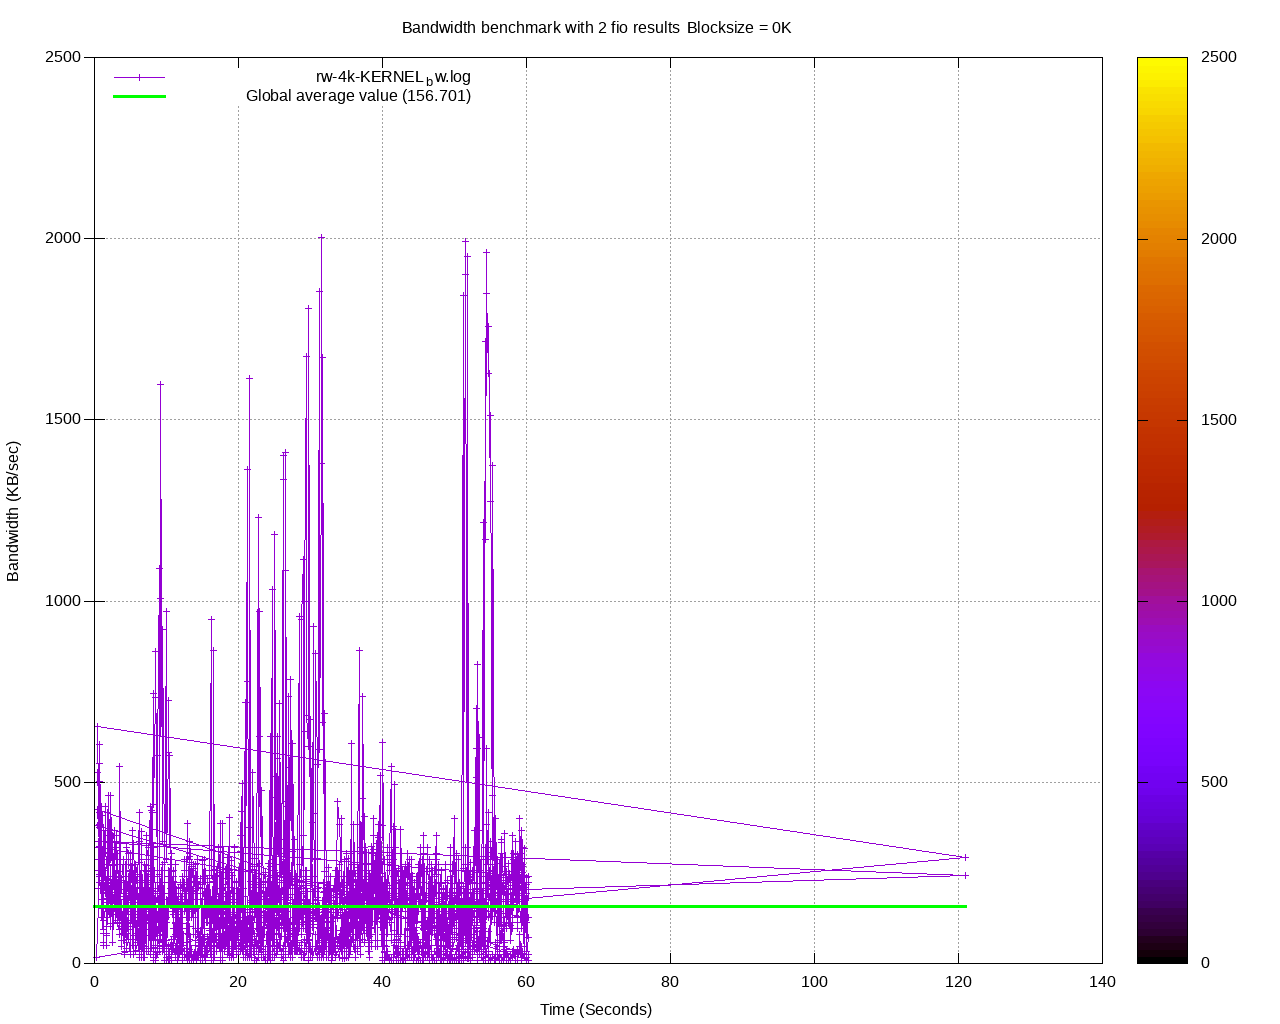 Bandwidth benchmark with 2 fio results Blocksize = 0K
rw-4k-KERNEL_bw.log
Global average value (156.701)
Bandwidth (KB/sec)
2500
2000
1500
1000
500
0
0 20 40 60 80 100 120 140
Time (Seconds)
2500
2000
1500
1000
500
0